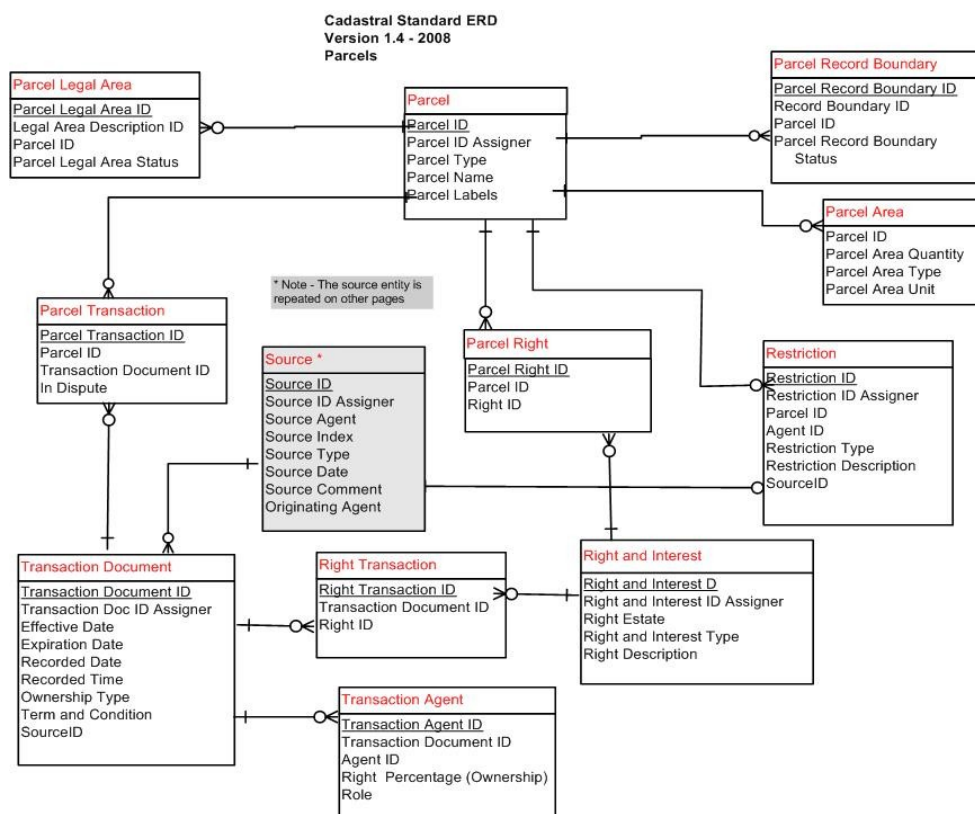 Cadastral Standard ERD
Version 1.4 - 2008
Parcels
Parcel Legal Area
Parcel Legal Area ID
Legal Area Description ID
Parcel ID
Parcel Legal Area Status
Parcel
Parcel ID
Parcel ID Assigner
Parcel Type
Parcel Name
Parcel Labels
Parcel Record Boundary
Parcel Record Boundary ID
Record Boundary ID
Parcel ID
Parcel Record Boundary
Status
Parcel Area
Parcel ID
Parcel Area Quantity
Parcel Area Type
Parcel Area Unit
* Note - The source entity is
repeated on other pages
Parcel Transaction
Parcel Transaction ID
Parcel ID
Transaction Document ID
In Dispute
Source *
Source ID
Source ID Assigner
Source Agent
Source Index
Source Type
Source Date
Source Comment
Originating Agent
Parcel Right
Parcel Right ID
Parcel ID
Right ID
Restriction
Restriction ID
Restriction ID Assigner
Parcel ID
Agent ID
Restriction Type
Restriction Description
SourceID
Transaction Document
Transaction Document ID
Transaction Doc ID Assigner
Effective Date
Expiration Date
Recorded Date
Recorded Time
Ownership Type
Term and Condition
SourceID
Right Transaction
Right Transaction ID
Transaction Document ID
Right ID
Right and Interest
Right and Interest D
Right and Interest ID Assigner
Right Estate
Right and Interest Type
Right Description
Transaction Agent
Transaction Agent ID
Transaction Document ID
Agent ID
Right Percentage (Ownership)
Role